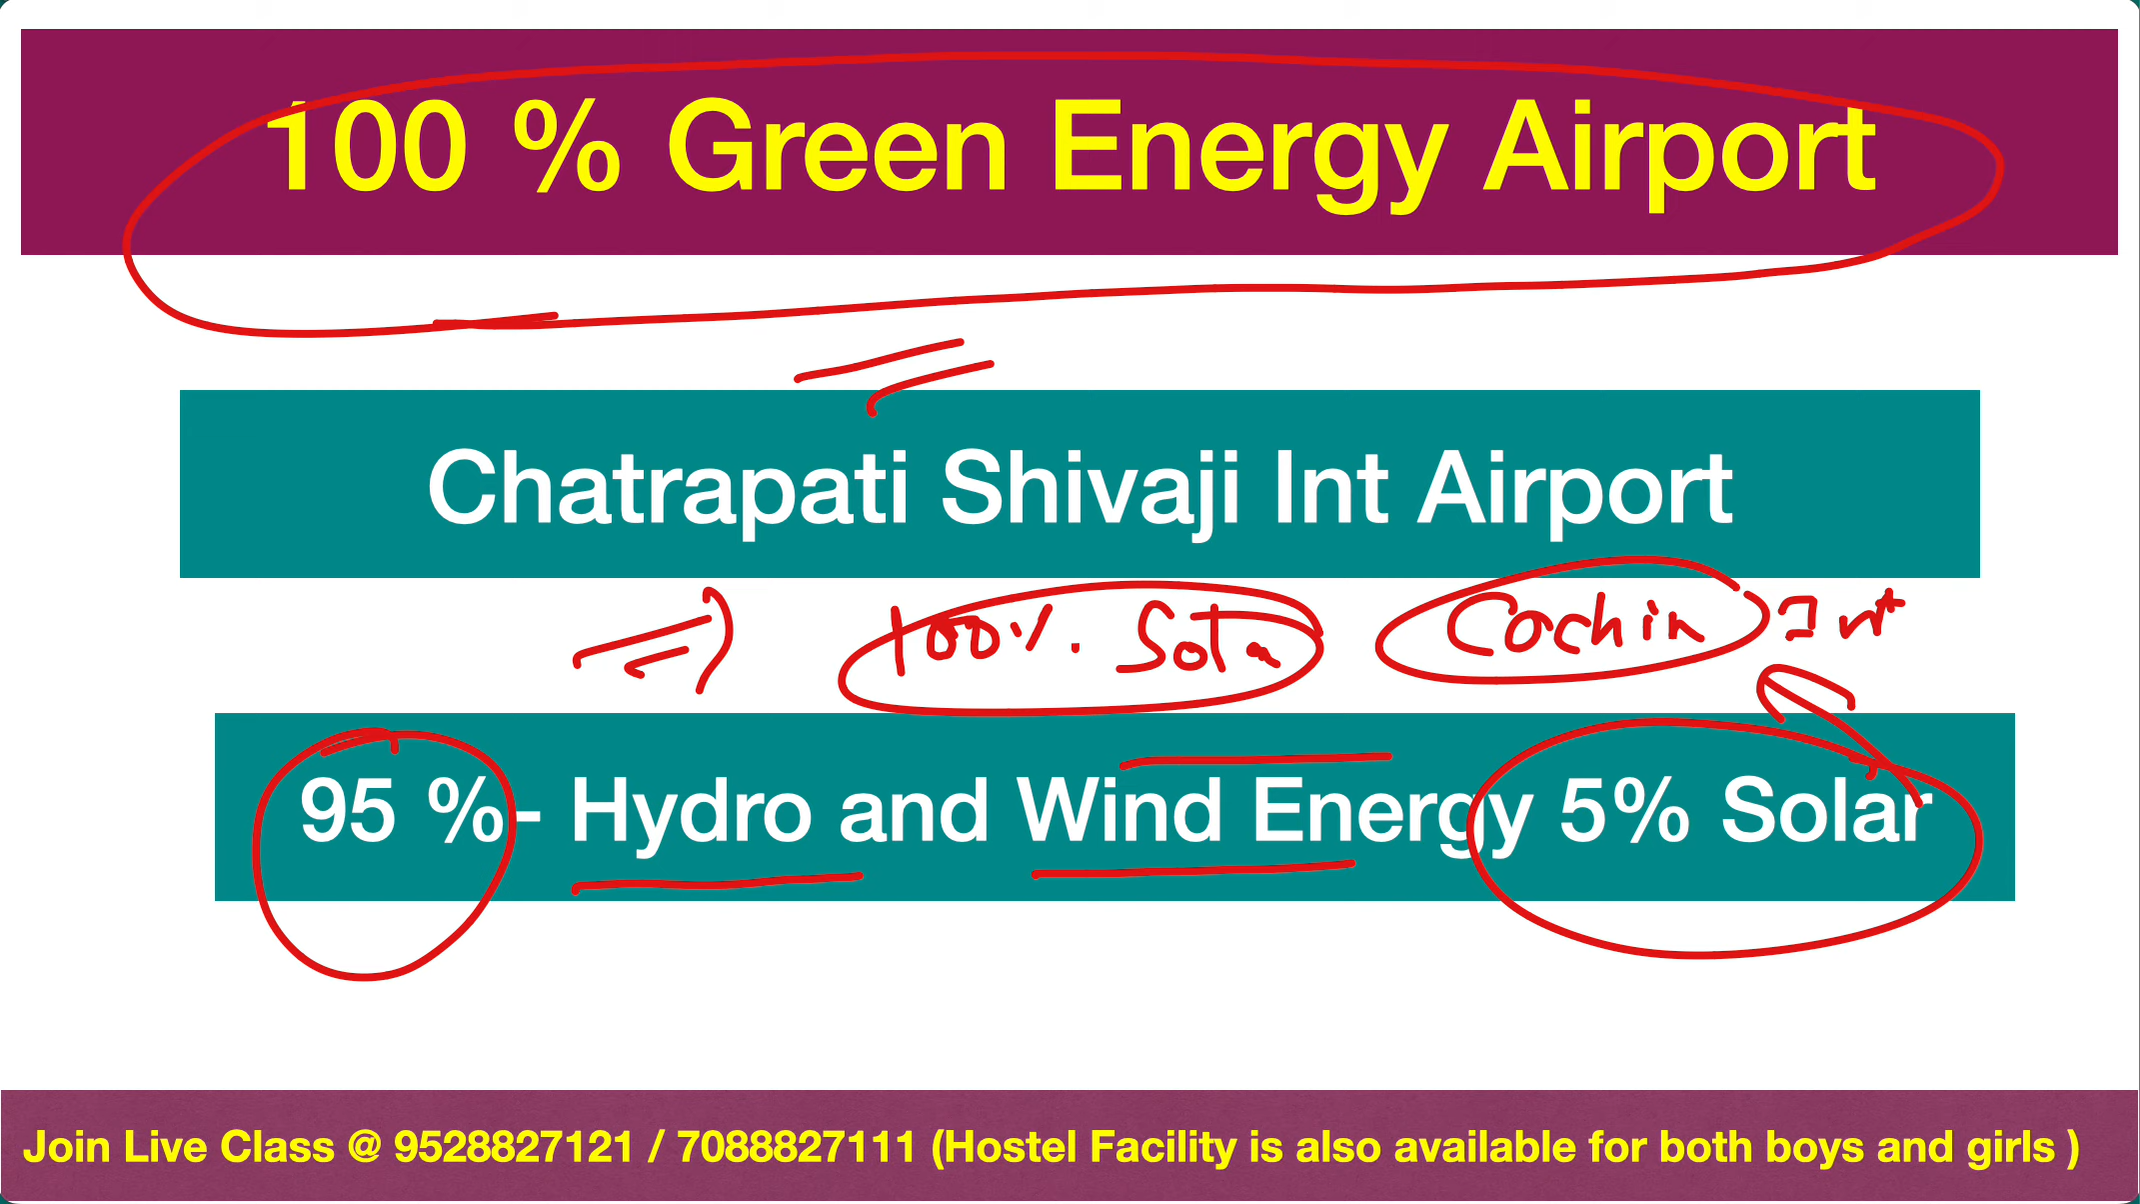 100 % Green Energy Airport
Chatrapati Shivaji Int Airport
100%. Sola Cochin Int
95 %- Hydro and Wind Energy 5% Solar
Join Live Class @ 9528827121 / 7088827111 (Hostel Facility is also available for both boys and girls )